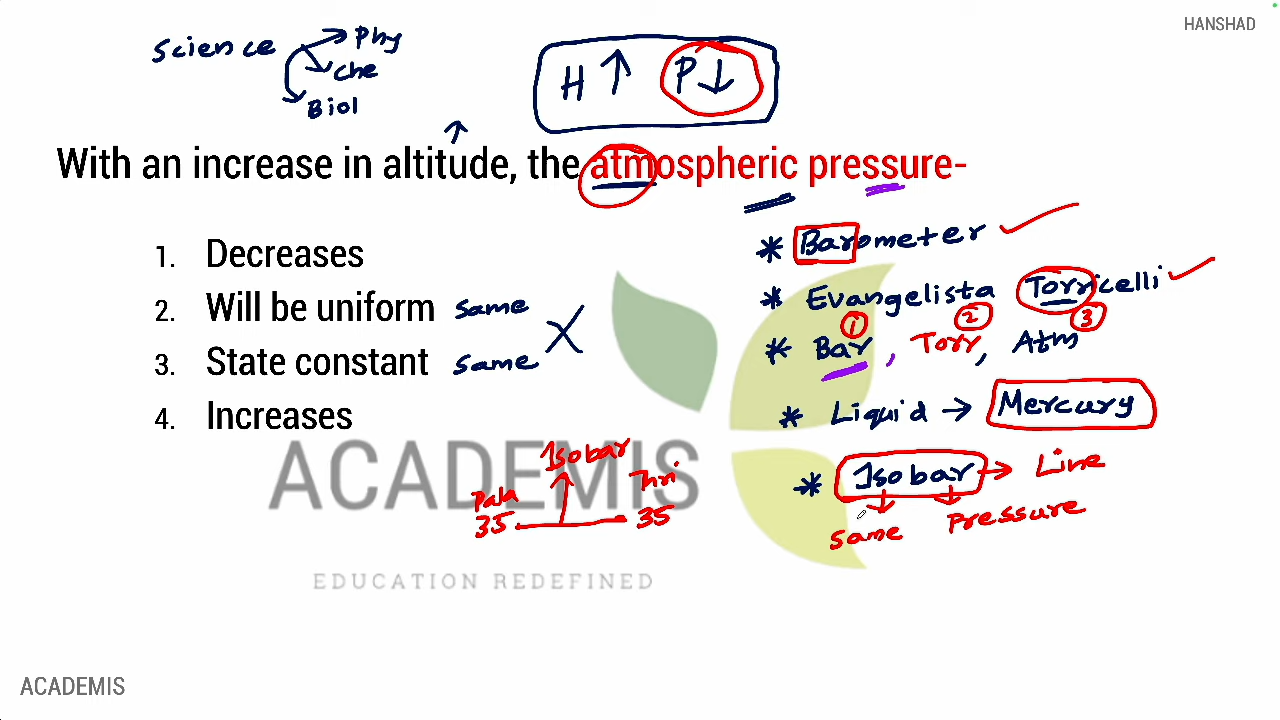 HANSHAD
Science
Phy
Che
Biol
H ↑ P ↓
With an increase in altitude, the atmospheric pressure-
1. Decreases
2. Will be uniform same
3. State constant same
4. Increases
* Barometer
* Evangelista Torricelli
1 2 3
* Bar, Torr, Atm
* Liquid → Mercury
* Isobar → Line
same Pressure
Isobar
Pala Thri
35 35
ACADEMIS
EDUCATION REDEFINED
ACADEMIS